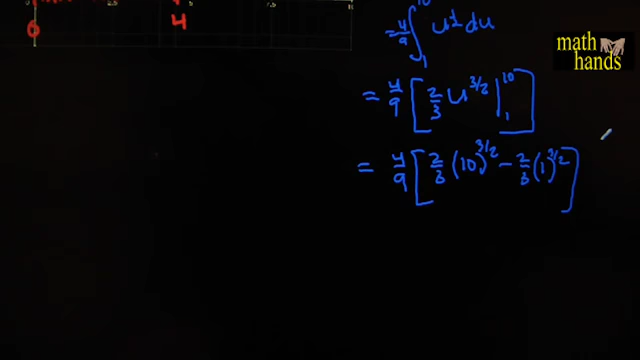 0
4
= 4/9 ∫₁¹⁰ u^½ du
= 4/9 [ 2/3 u^3/2 |₁¹⁰ ]
= 4/9 [ 2/3 (10)^3/2 − 2/3 (1)^3/2 ]
math
hands